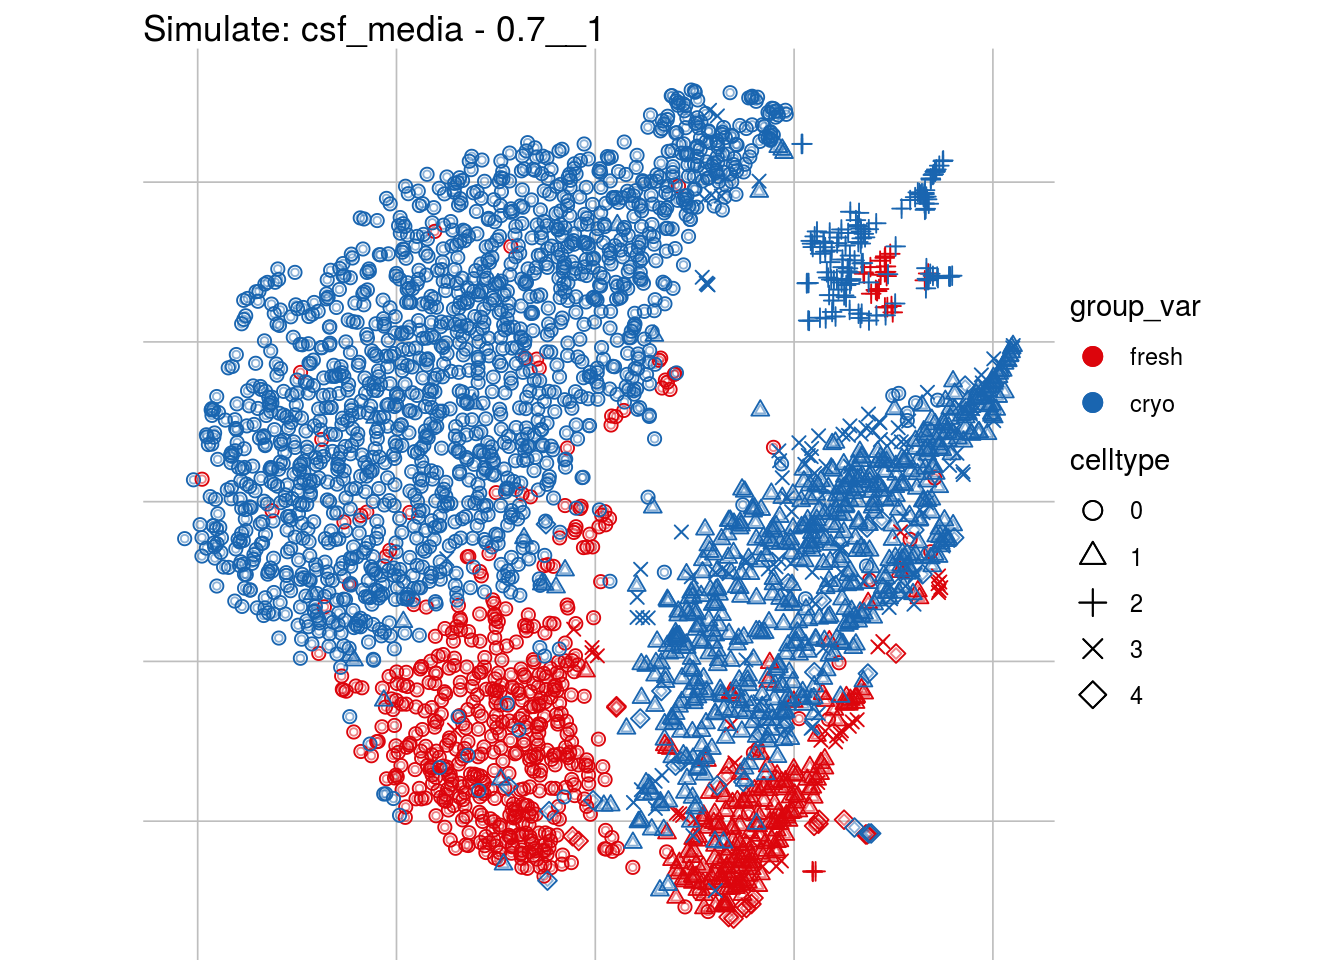 Simulate: csf_media - 0.7__1
group_var
fresh
cryo
celltype
0
1
2
3
4